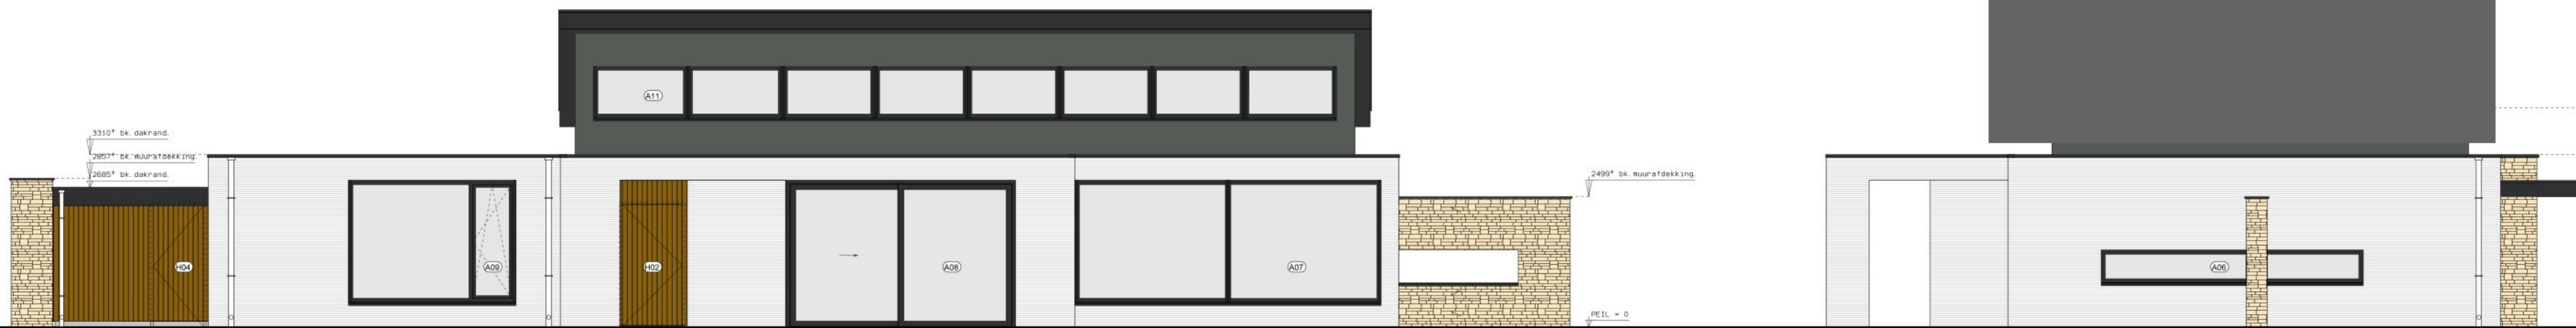 A11
3310⁺ bk. dakrand.
2857⁺ bk. muurafdekking.
2685⁺ bk. dakrand.
2499⁺ bk. muurafdekking.
H04
A09
H02
A08
A07
A06
PEIL = 0